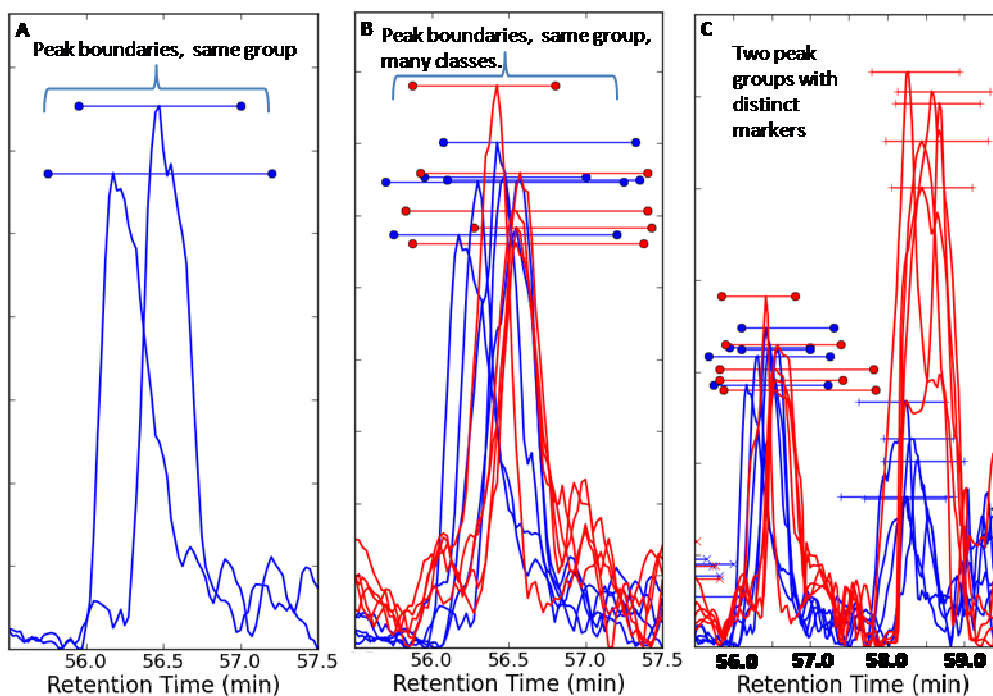 A
Peak boundaries, same group
56.0 56.5 57.0 57.5
Retention Time (min)
B
Peak boundaries, same group,
many classes.
56.0 56.5 57.0 57.5
Retention Time (min)
C
Two peak
groups with
distinct
markers
56.0 57.0 58.0 59.0
Retention Time (min)